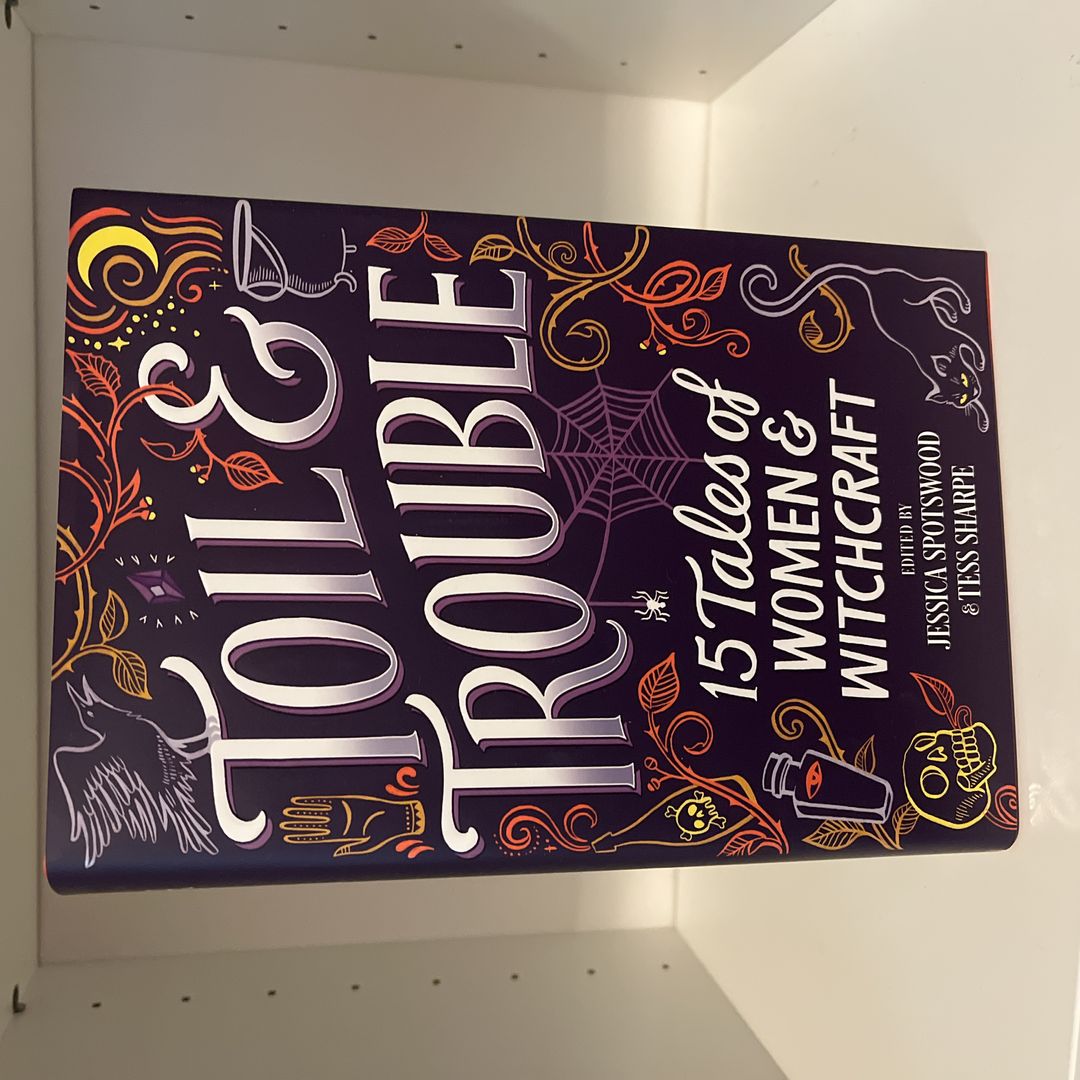 TOIL &
TROUBLE
15 Tales of
WOMEN &
WITCHCRAFT
EDITED BY
JESSICA SPOTSWOOD
& TESS SHARPE